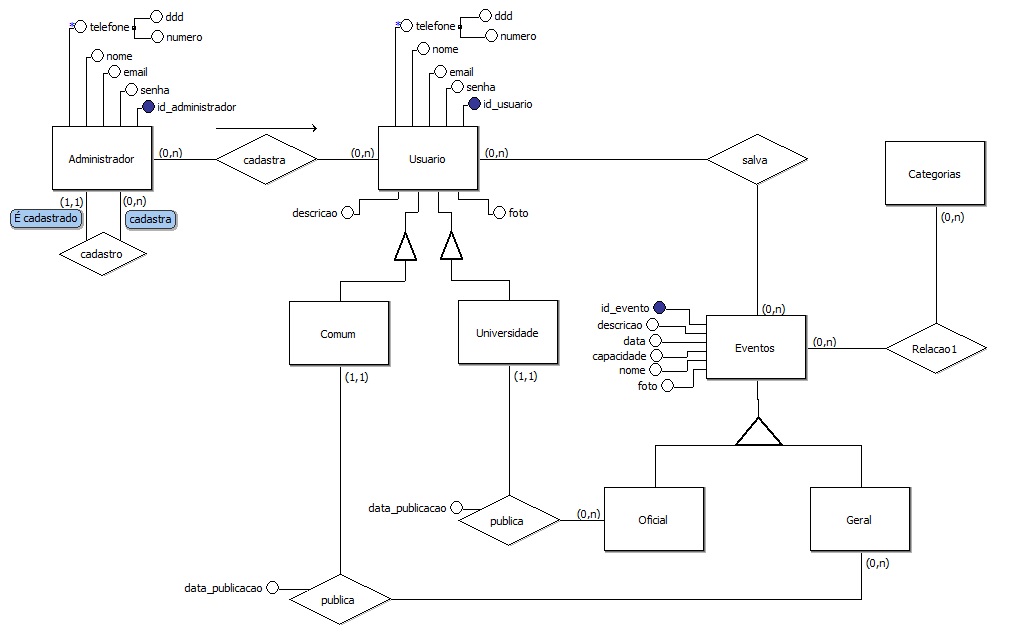 * telefone
ddd
numero
nome
email
senha
id_administrador
Administrador
(0,n)
cadastra
(0,n)
* telefone
ddd
numero
nome
email
senha
id_usuario
Usuario
(0,n)
salva
Categorias
(0,n)
(1,1)
(0,n)
É cadastrado
cadastra
cadastro
descricao
foto
Comum
(1,1)
Universidade
(1,1)
(0,n)
id_evento
descricao
data
capacidade
nome
foto
Eventos
(0,n)
Relacao1
data_publicacao
publica
(0,n)
Oficial
Geral
(0,n)
data_publicacao
publica